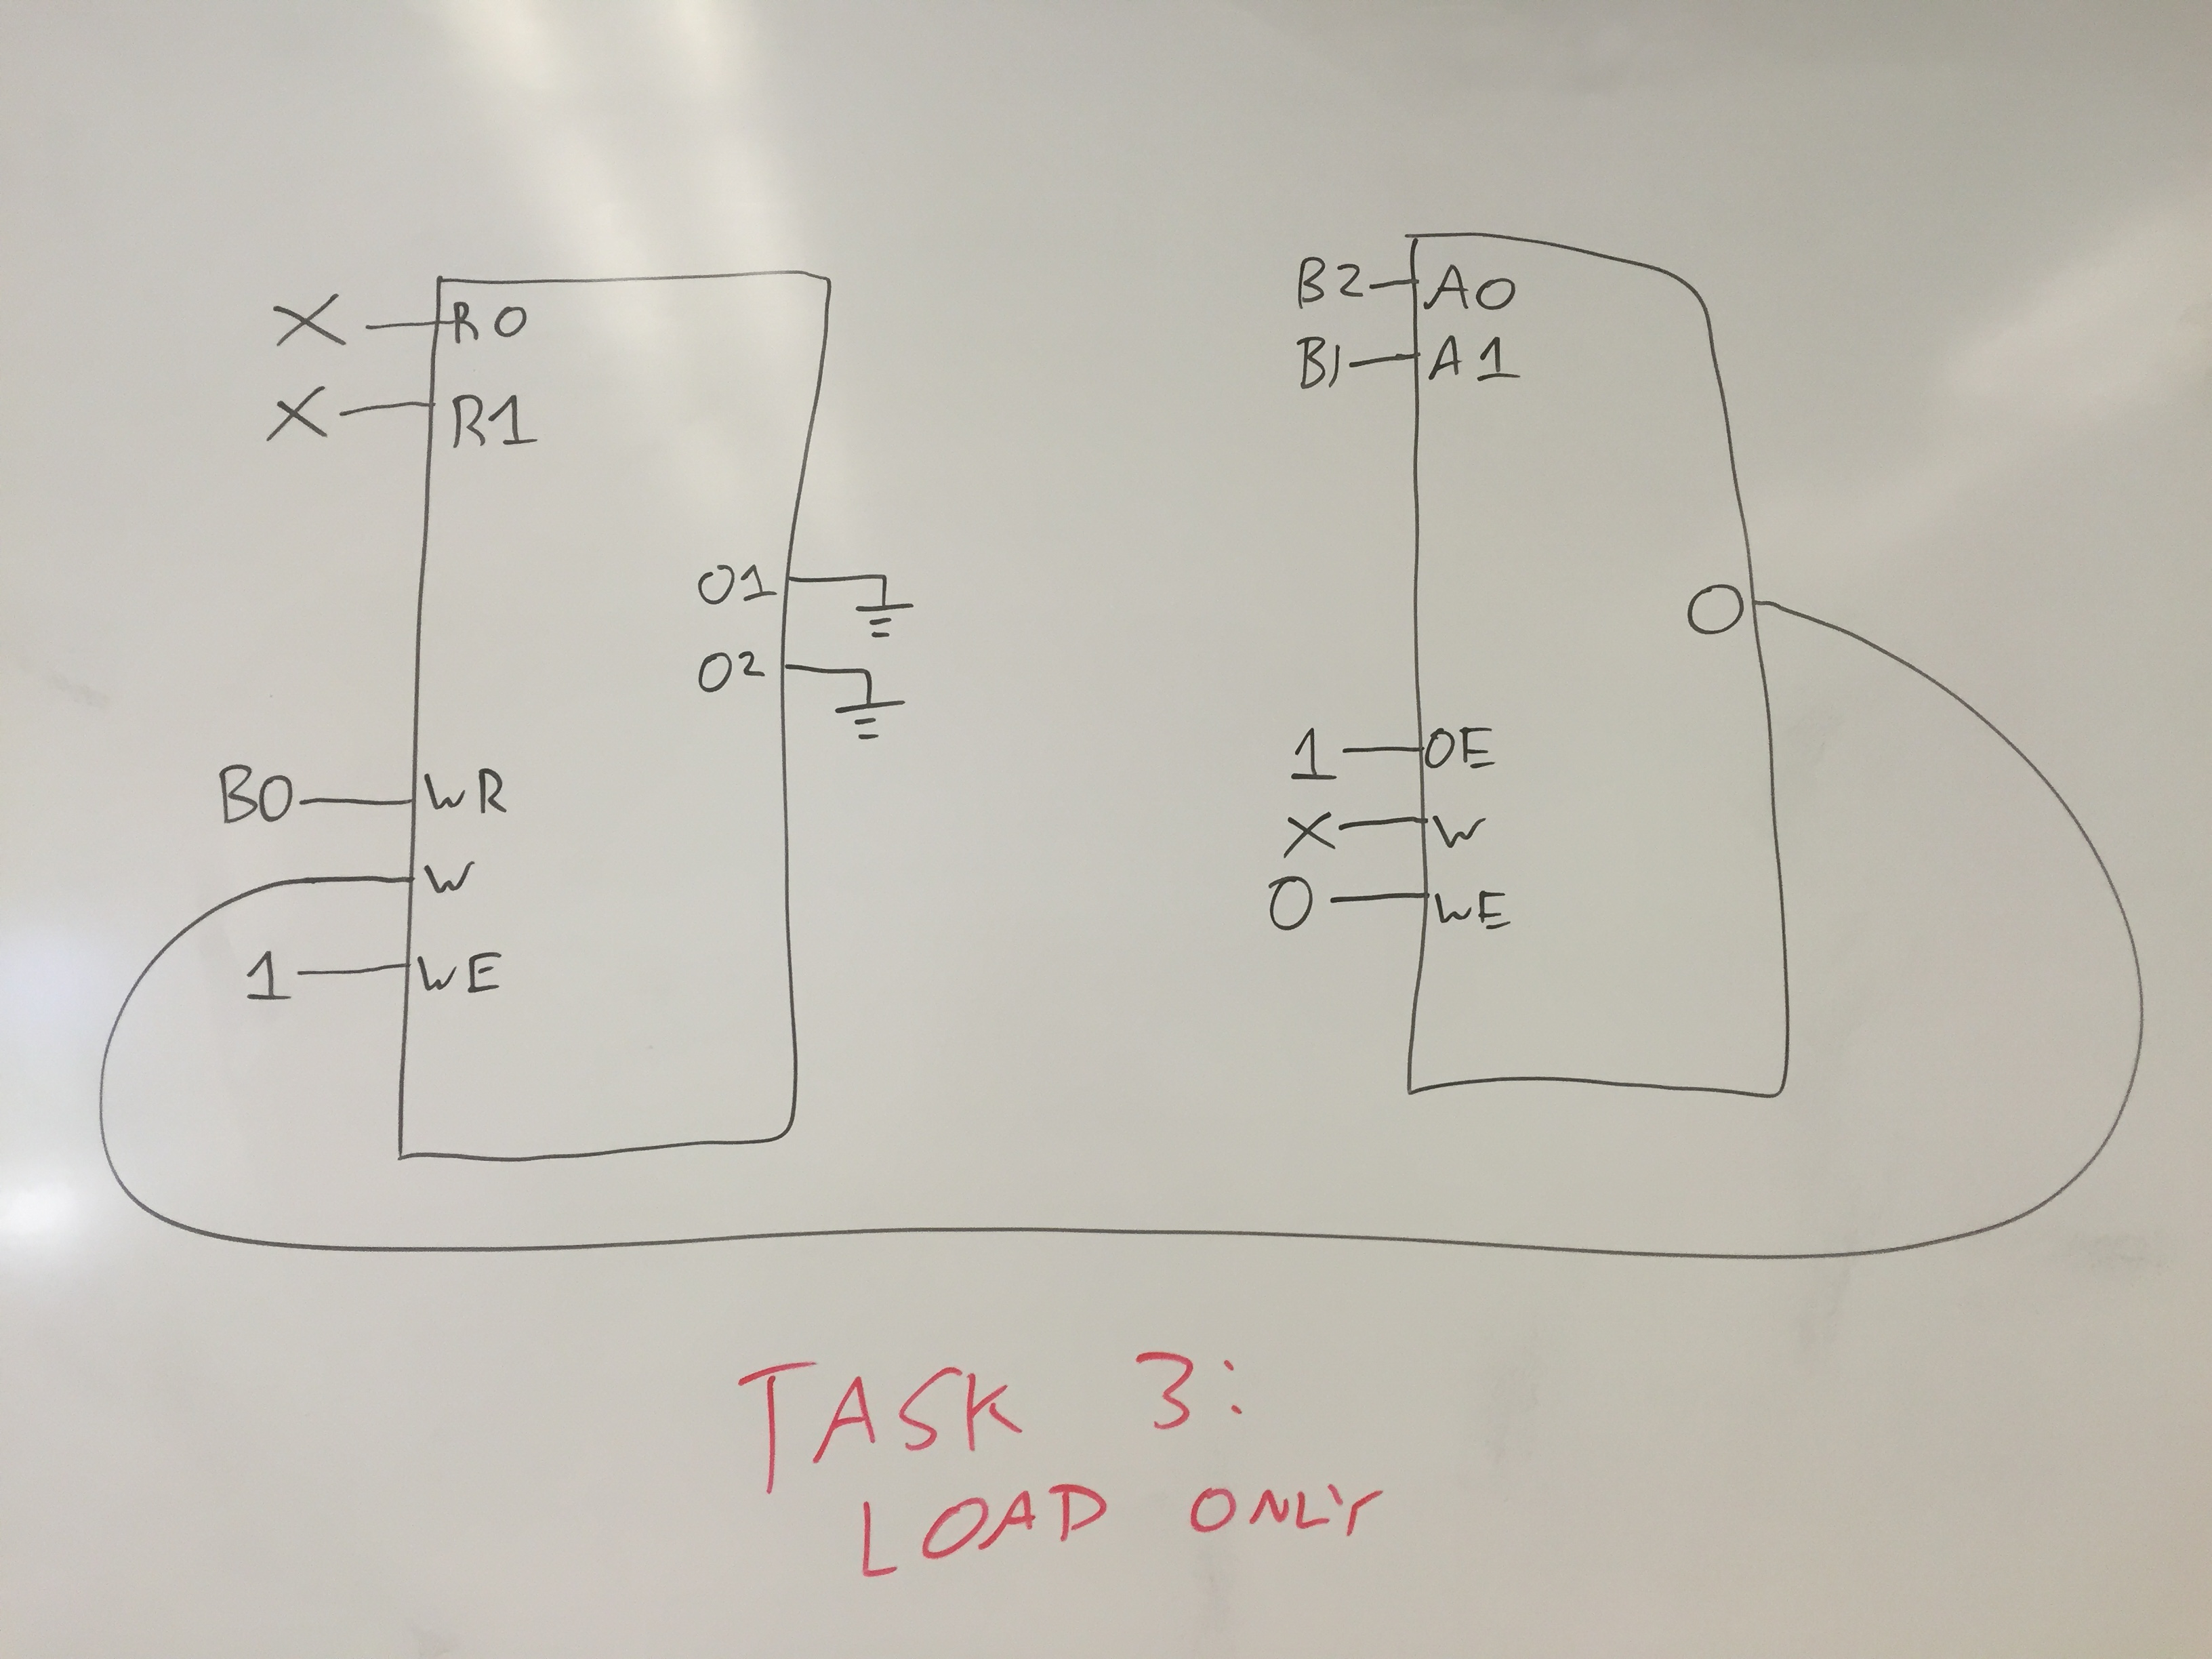 X R0
X R1
O1
O2
B0 WR
W
1 WE
B2 A0
B1 A1
O
1 OE
X W
0 WE
TASK 3:
LOAD ONLY